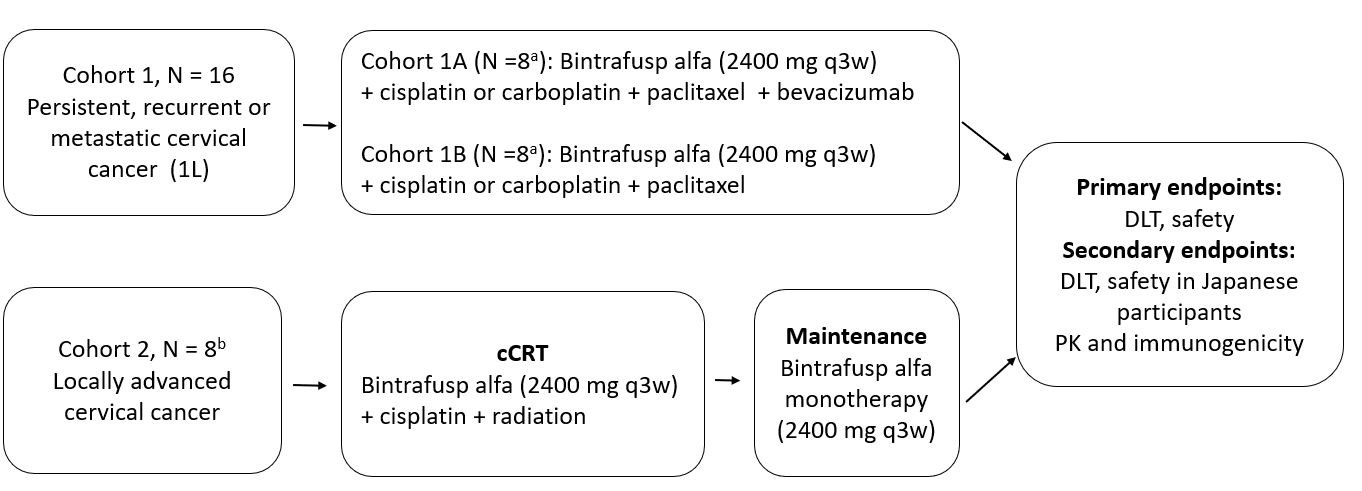 Cohort 1, N = 16
Persistent, recurrent or
metastatic cervical
cancer  (1L)
Cohort 1A (N =8ᵃ): Bintrafusp alfa (2400 mg q3w)
+ cisplatin or carboplatin + paclitaxel  + bevacizumab
Cohort 1B (N =8ᵃ): Bintrafusp alfa (2400 mg q3w)
+ cisplatin or carboplatin + paclitaxel
Cohort 2, N = 8ᵇ
Locally advanced
cervical cancer
cCRT
Bintrafusp alfa (2400 mg q3w)
+ cisplatin + radiation
Maintenance
Bintrafusp alfa
monotherapy
(2400 mg q3w)
Primary endpoints:
DLT, safety
Secondary endpoints:
DLT, safety in Japanese
participants
PK and immunogenicity